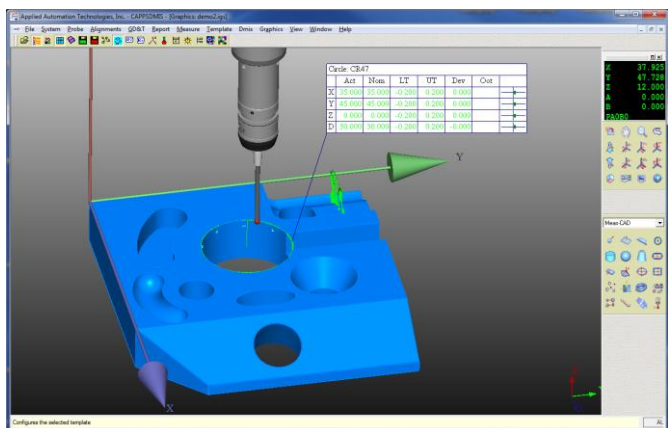 Applied Automation Technologies, Inc. - CAPPSDMIS - [Graphics: demo2.igs]
File System Probe Alignments GD&T Report Measure Template Dmis Graphics View Window Help
Circle: CR47
Act Nom LT UT Dev Oot
X 35.000 35.000 -0.200 0.200 0.000
Y 45.000 45.000 -0.200 0.200 0.000
Z 0.000 0.000 -0.200 0.200 0.000
D 30.000 30.000 -0.200 0.200 -0.000
X 37.925
Y 47.728
Z 12.000
A 0.000
B 0.000
PA0B0
Meas-CAD
Y
X
Configures the selected template